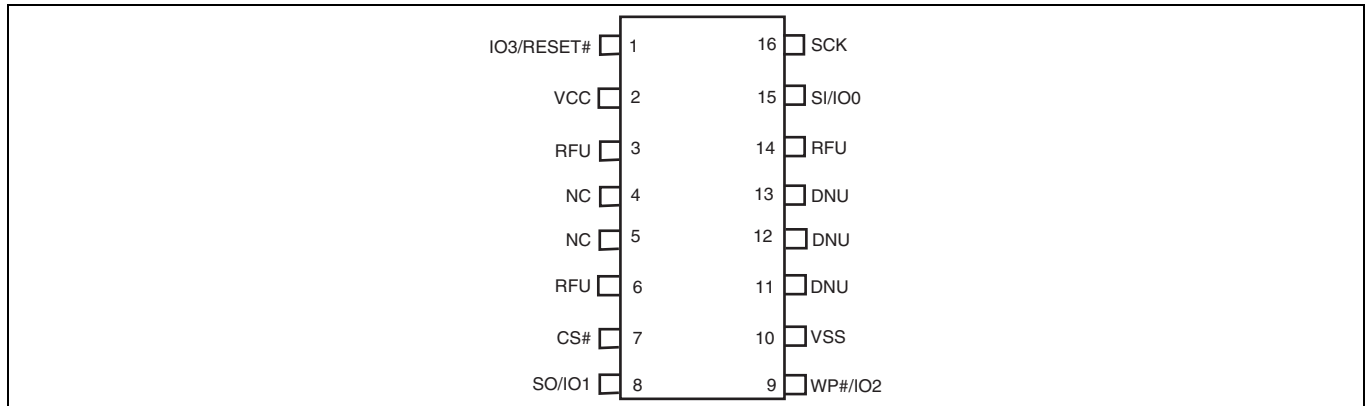 IO3/RESET# 1 16 SCK
VCC 2 15 SI/IO0
RFU 3 14 RFU
NC 4 13 DNU
NC 5 12 DNU
RFU 6 11 DNU
CS# 7 10 VSS
SO/IO1 8 9 WP#/IO2